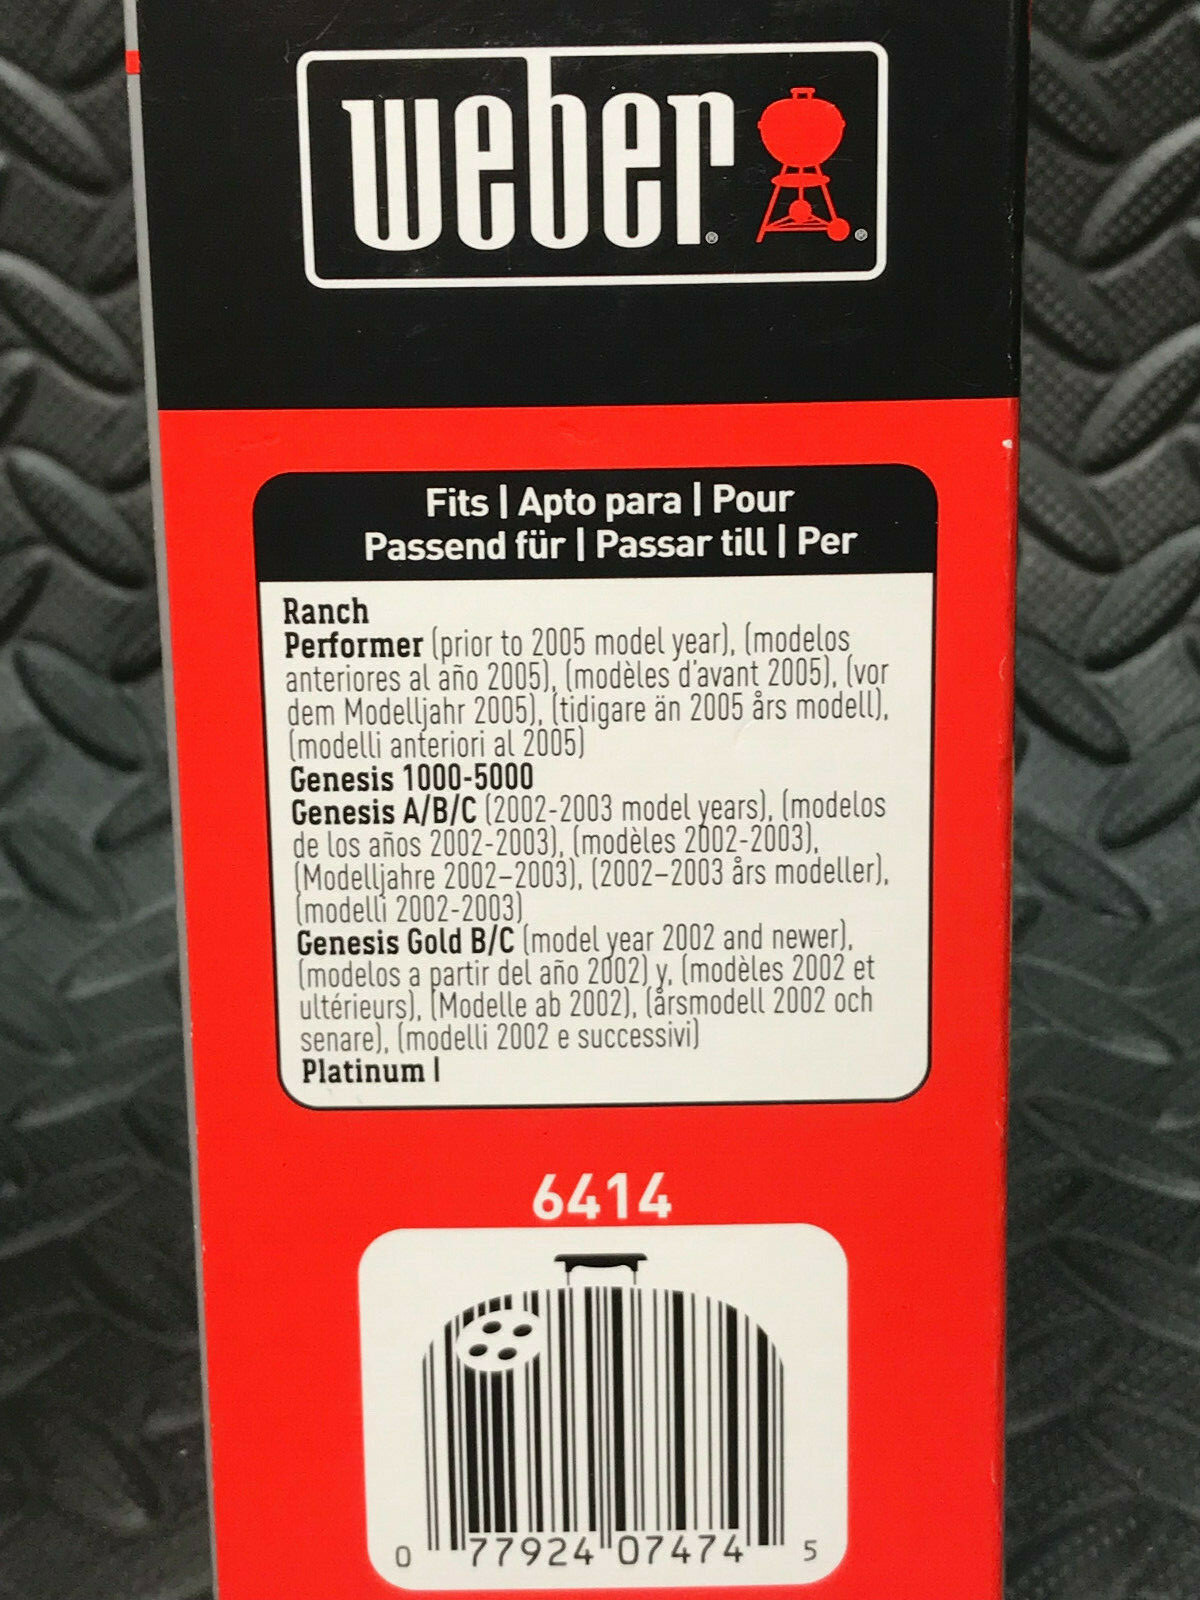 weber®
Fits | Apto para | Pour
Passend für | Passar till | Per
Ranch
Performer (prior to 2005 model year), (modelos
anteriores al año 2005), (modèles d'avant 2005), (vor
dem Modelljahr 2005), (tidigare än 2005 års modell),
(modelli anteriori al 2005)
Genesis 1000-5000
Genesis A/B/C (2002-2003 model years), (modelos
de los años 2002-2003), (modèles 2002-2003),
(Modelljahre 2002–2003), (2002–2003 års modeller),
(modelli 2002-2003)
Genesis Gold B/C (model year 2002 and newer),
(modelos a partir del año 2002) y, (modèles 2002 et
ultérieurs), (Modelle ab 2002), (årsmodell 2002 och
senare), (modelli 2002 e successivi)
Platinum I
6414
0 77924 07474 5